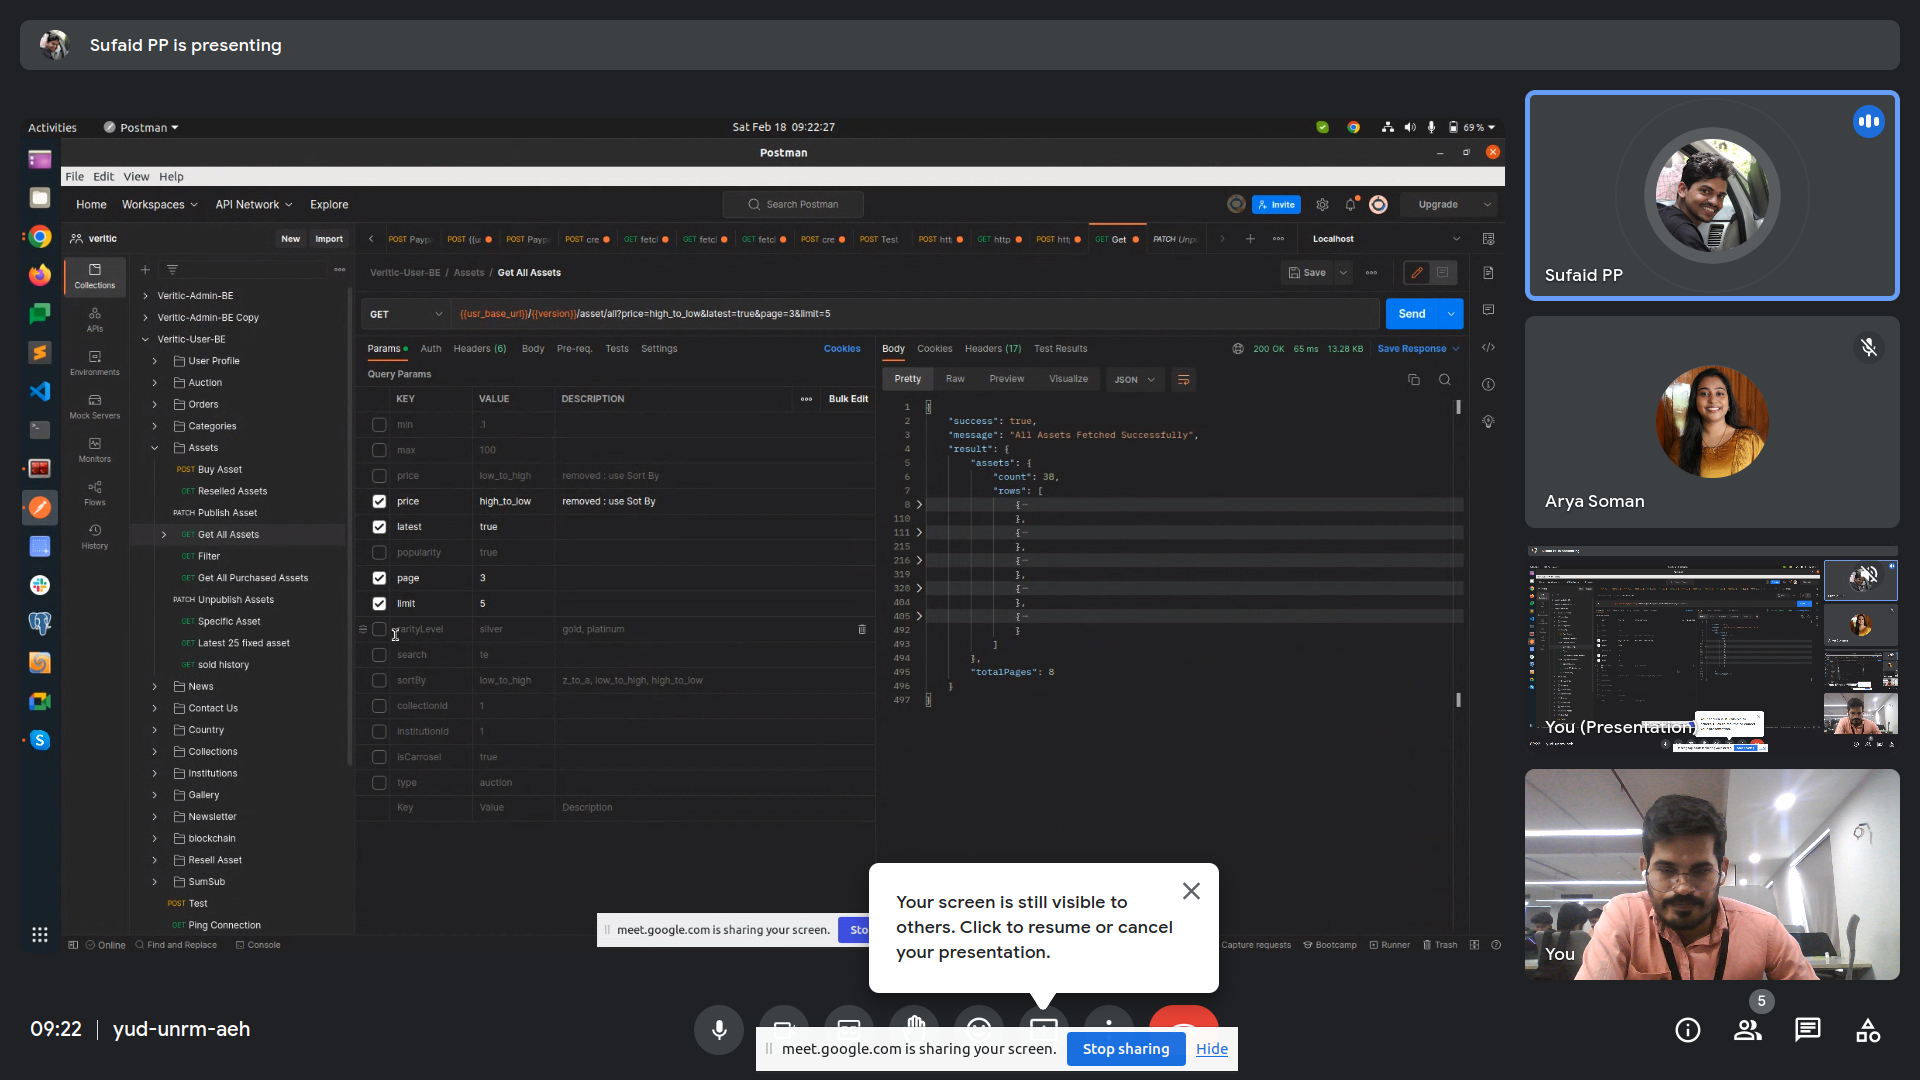 Sufaid PP is presenting
Activities
Postman
Sat Feb 18 09:22:27
69 %
Postman
File Edit View Help
Home Workspaces API Network Explore
Search Postman
Invite
Upgrade
veritic
New Import
POST Payp
POST {{u
POST Payp
POST cre
GET fetcl
GET fetcl
GET fetcl
POST cre
POST Test
POST htt
GET http
POST htt
GET Get
PATCH Unp
Localhost
Collections
APIs
Environments
Mock Servers
Monitors
Flows
History
Veritic-Admin-BE
Veritic-Admin-BE Copy
Veritic-User-BE
User Profile
Auction
Orders
Categories
Assets
POST Buy Asset
GET Reselled Assets
PATCH Publish Asset
GET Get All Assets
GET Filter
GET Get All Purchased Assets
PATCH Unpublish Assets
GET Specific Asset
GET Latest 25 fixed asset
GET sold history
News
Contact Us
Country
Collections
Institutions
Gallery
Newsletter
blockchain
Resell Asset
SumSub
POST Test
GET Ping Connection
Veritic-User-BE / Assets / Get All Assets
Save
GET
{{usr_base_url}}/{{version}}/asset/all?price=high_to_low&latest=true&page=3&limit=5
Send
Params Auth Headers (6) Body Pre-req. Tests Settings
Cookies
Query Params
KEY VALUE DESCRIPTION
Bulk Edit
min .1
max 100
price low_to_high removed : use Sort By
price high_to_low removed : use Sot By
latest true
popularity true
page 3
limit 5
rarityLevel silver gold, platinum
search te
sortBy low_to_high z_to_a, low_to_high, high_to_low
collectionId 1
institutionId 1
isCarrosel true
type auction
Key Value Description
Body Cookies Headers (17) Test Results
200 OK 65 ms 13.28 KB Save Response
Pretty Raw Preview Visualize JSON
1 {
2 "success": true,
3 "message": "All Assets Fetched Successfully",
4 "result": {
5 "assets": {
6 "count": 38,
7 "rows": [
8 {
110 },
111 {
215 },
216 {
319 },
320 {
404 },
405 {
492 }
493 ]
494 },
495 "totalPages": 8
496 }
497 }
Online Find and Replace Console
Capture requests Bootcamp Runner Trash
meet.google.com is sharing your screen.
Sto
Your screen is still visible to
others. Click to resume or cancel
your presentation.
Sufaid PP
Arya Soman
You (Presentation)
You
09:22 | yud-unrm-aeh
meet.google.com is sharing your screen. Stop sharing Hide
5